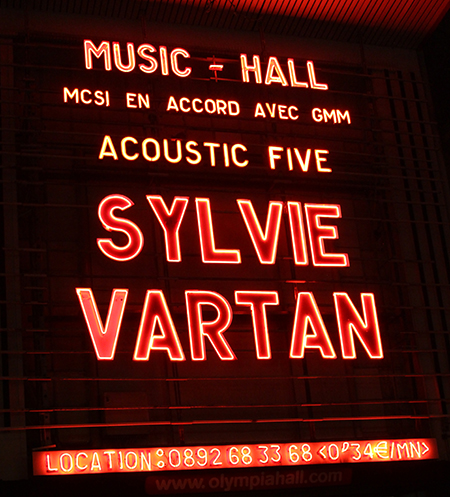 MUSIC - HALL
MCSI EN ACCORD AVEC GMM
ACOUSTIC FIVE
SYLVIE
VARTAN
LOCATION:0892 68 33 68 <0'34€/MN>
www.olympiahall.com